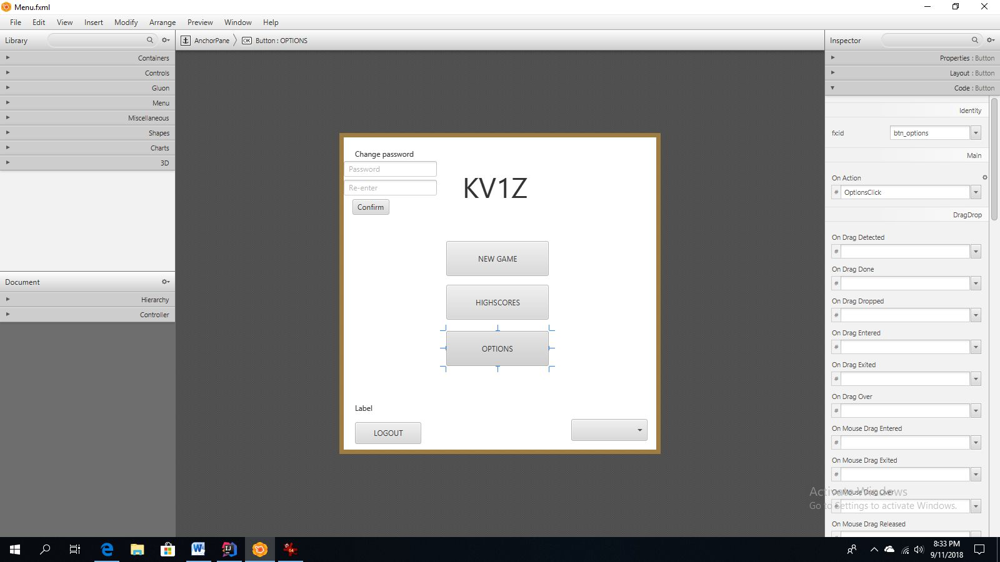 Menu.fxml
File Edit View Insert Modify Arrange Preview Window Help
Library
AnchorPane
OK Button : OPTIONS
Inspector
Containers
Controls
Gluon
Menu
Miscellaneous
Shapes
Charts
3D
Document
Hierarchy
Controller
Change password
Password
Re-enter
Confirm
KV1Z
NEW GAME
HIGHSCORES
OPTIONS
Label
LOGOUT
Properties : Button
Layout : Button
Code : Button
Identity
fx:id
btn_options
Main
On Action
# OptionsClick
DragDrop
On Drag Detected
#
On Drag Done
#
On Drag Dropped
#
On Drag Entered
#
On Drag Exited
#
On Drag Over
#
On Mouse Drag Entered
#
On Mouse Drag Exited
#
On Mouse Drag Over
#
On Mouse Drag Released
#
Activate Windows
Go to Settings to activate Windows.
W
IJ
64
8:33 PM
9/11/2018